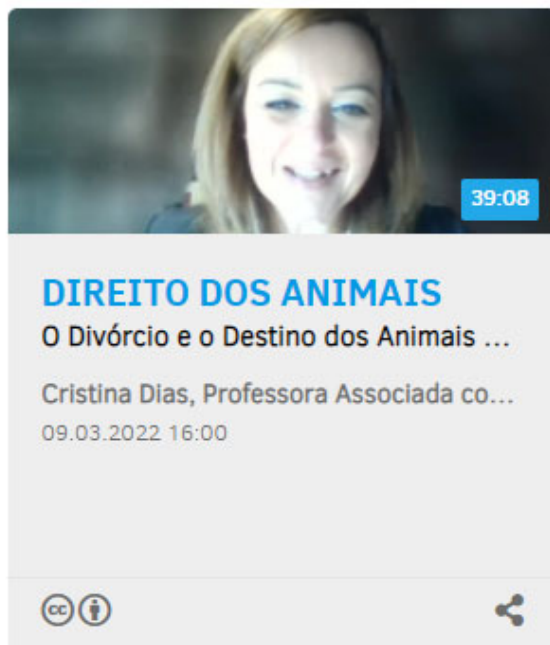 39:08
DIREITO DOS ANIMAIS
O Divórcio e o Destino dos Animais ...
Cristina Dias, Professora Associada co...
09.03.2022 16:00
cc